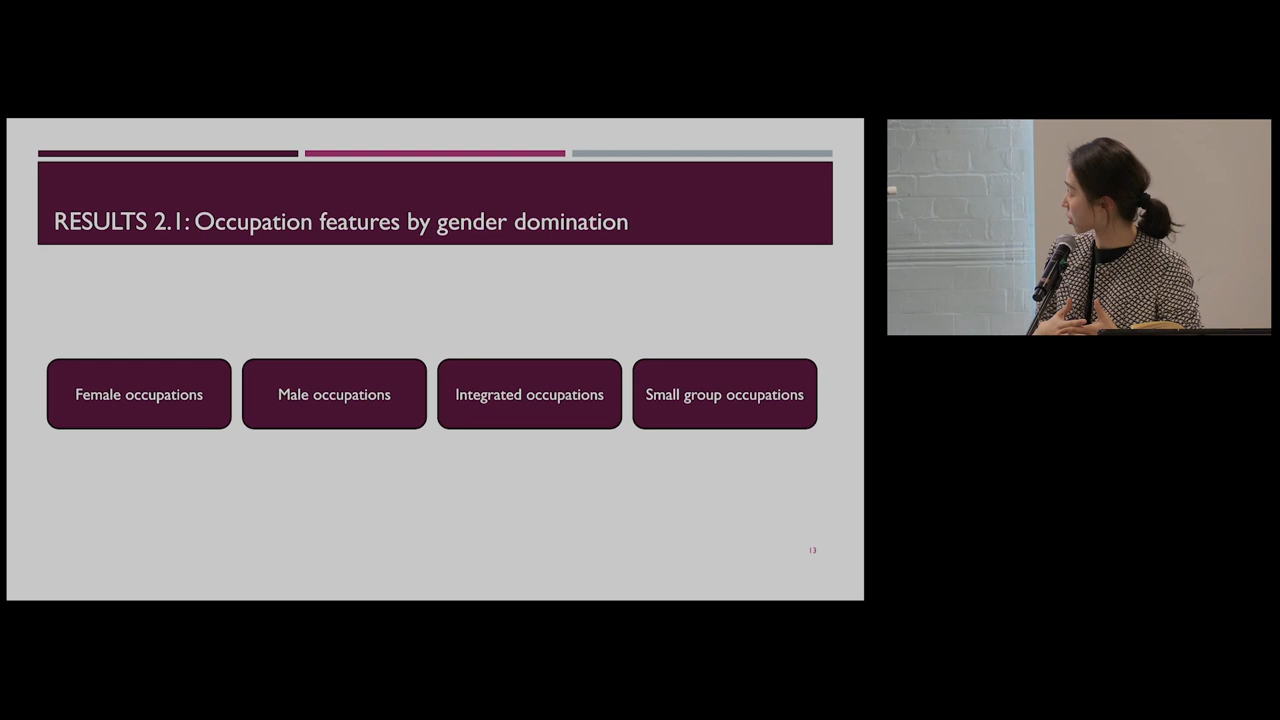 RESULTS 2.1: Occupation features by gender domination
Female occupations
Male occupations
Integrated occupations
Small group occupations
13